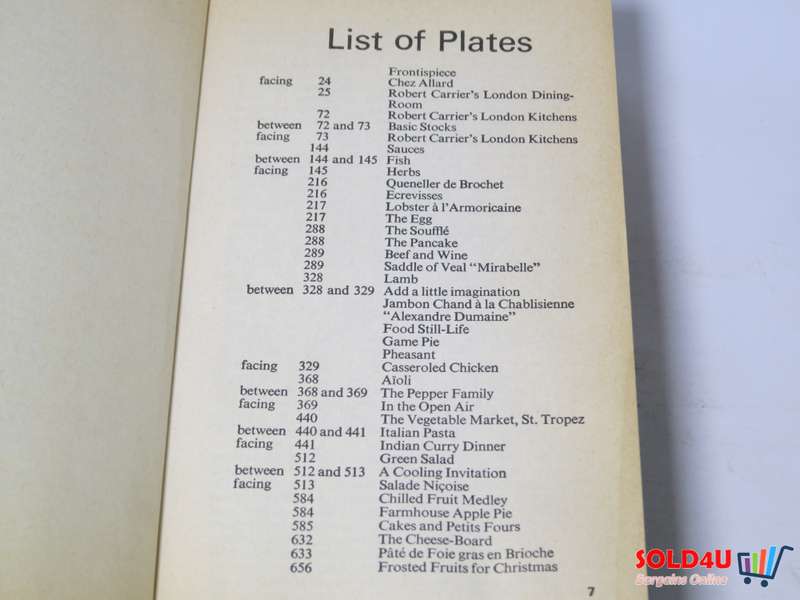 List of Plates
Frontispiece
facing 24 Chez Allard
25 Robert Carrier's London Dining-
Room
72 Robert Carrier's London Kitchens
between 72 and 73 Basic Stocks
facing 73 Robert Carrier's London Kitchens
144 Sauces
between 144 and 145 Fish
facing 145 Herbs
216 Queneller de Brochet
216 Ecrevisses
217 Lobster à l'Armoricaine
217 The Egg
288 The Soufflé
288 The Pancake
289 Beef and Wine
289 Saddle of Veal "Mirabelle"
328 Lamb
between 328 and 329 Add a little imagination
Jambon Chand à la Chablisienne
"Alexandre Dumaine"
Food Still-Life
Game Pie
Pheasant
facing 329 Casseroled Chicken
368 Aïoli
between 368 and 369 The Pepper Family
facing 369 In the Open Air
440 The Vegetable Market, St. Tropez
between 440 and 441 Italian Pasta
facing 441 Indian Curry Dinner
512 Green Salad
between 512 and 513 A Cooling Invitation
facing 513 Salade Niçoise
584 Chilled Fruit Medley
584 Farmhouse Apple Pie
585 Cakes and Petits Fours
632 The Cheese-Board
633 Pâté de Foie gras en Brioche
656 Frosted Fruits for Christmas
7
SOLD4U
Bargains Online